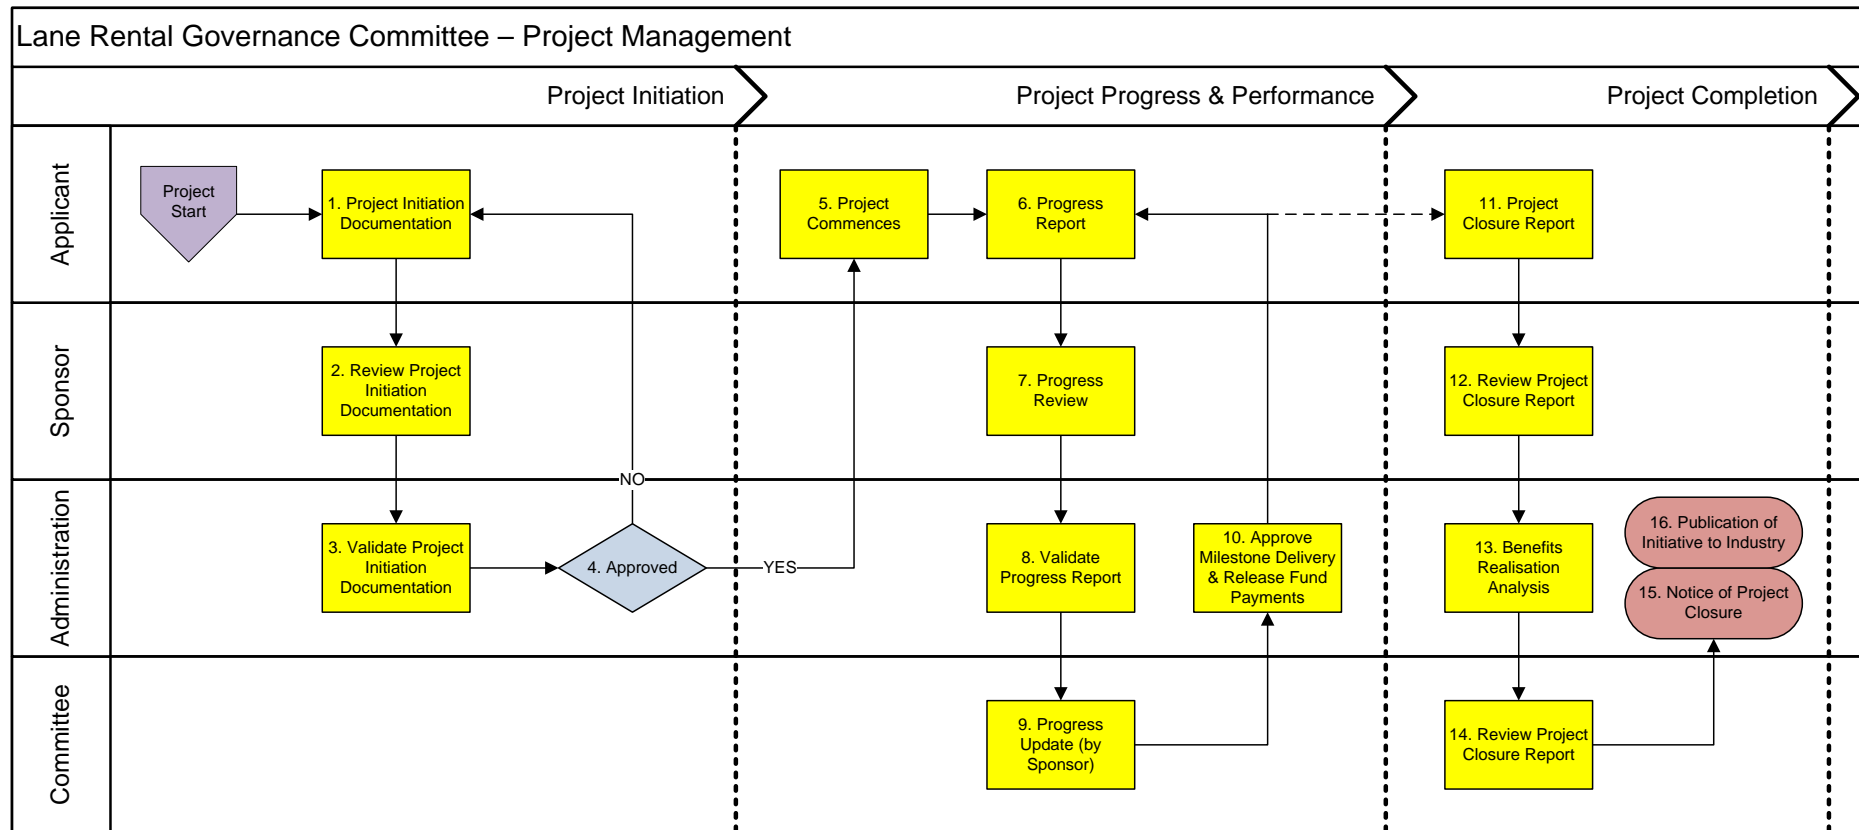 Lane Rental Governance Committee – Project Management
Project Initiation
Project Progress & Performance
Project Completion
Applicant
Project
Start
1. Project Initiation
Documentation
5. Project
Commences
6. Progress
Report
11. Project
Closure Report
Sponsor
2. Review Project
Initiation
Documentation
7. Progress
Review
12. Review Project
Closure Report
Administration
3. Validate Project
Initiation
Documentation
4. Approved
NO
YES
8. Validate
Progress Report
10. Approve
Milestone Delivery
& Release Fund
Payments
13. Benefits
Realisation
Analysis
16. Publication of
Initiative to Industry
15. Notice of Project
Closure
Committee
9. Progress
Update (by
Sponsor)
14. Review Project
Closure Report